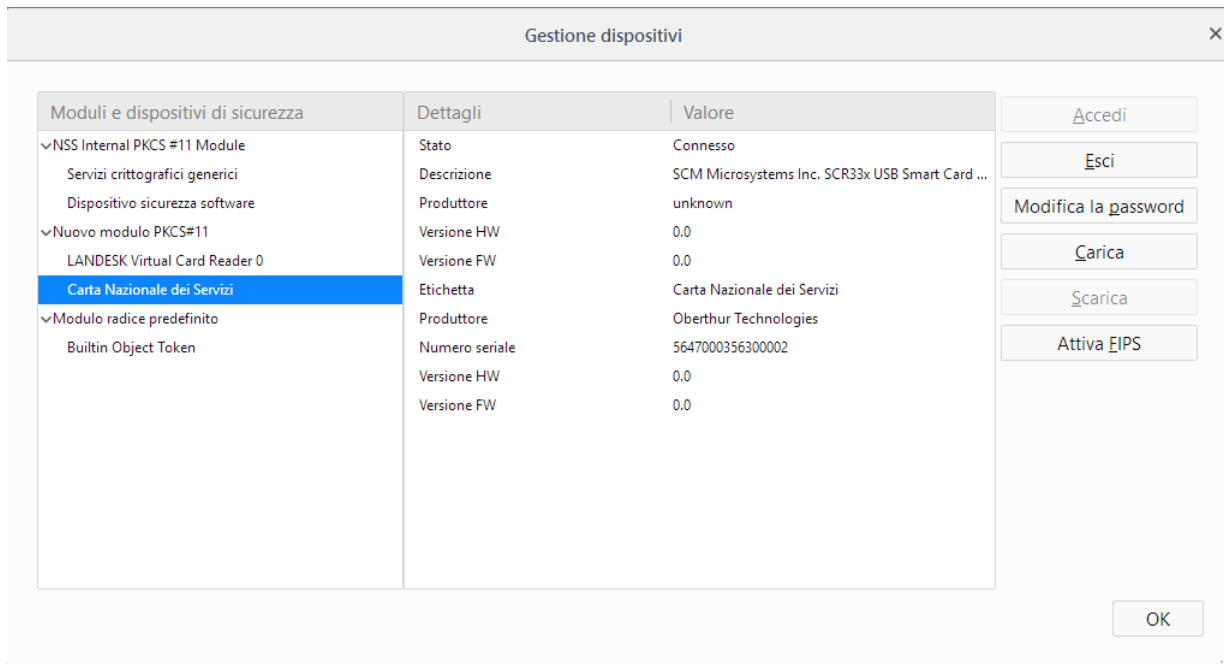 Gestione dispositivi
Moduli e dispositivi di sicurezza
NSS Internal PKCS #11 Module
Servizi crittografici generici
Dispositivo sicurezza software
Nuovo modulo PKCS#11
LANDESK Virtual Card Reader 0
Carta Nazionale dei Servizi
Modulo radice predefinito
Builtin Object Token
Dettagli Valore
Stato Connesso
Descrizione SCM Microsystems Inc. SCR33x USB Smart Card ...
Produttore unknown
Versione HW 0.0
Versione FW 0.0
Etichetta Carta Nazionale dei Servizi
Produttore Oberthur Technologies
Numero seriale 5647000356300002
Versione HW 0.0
Versione FW 0.0
Accedi
Esci
Modifica la password
Carica
Scarica
Attiva FIPS
OK